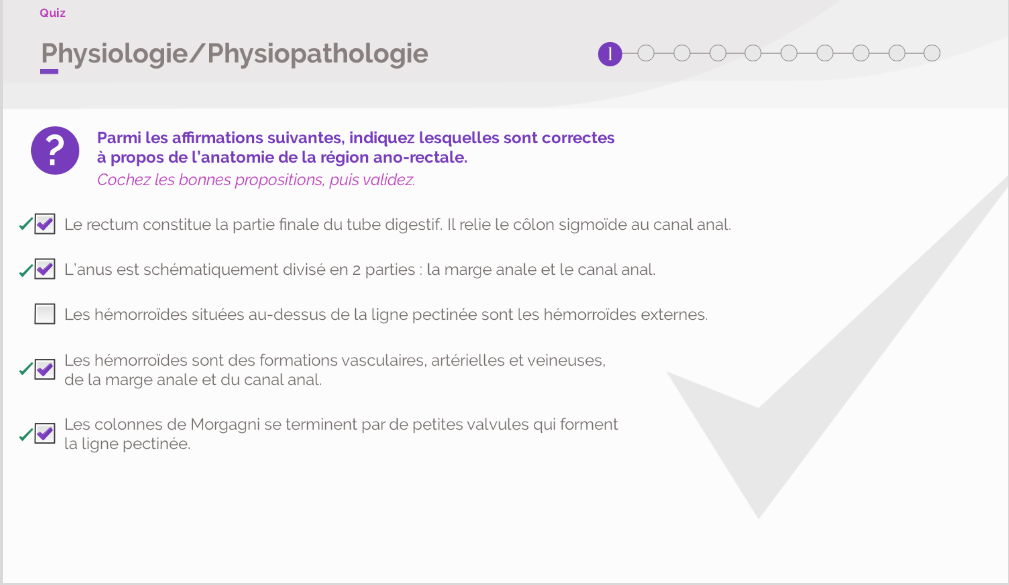 Quiz
Physiologie/Physiopathologie
1
?
Parmi les affirmations suivantes, indiquez lesquelles sont correctes
à propos de l'anatomie de la région ano-rectale.
Cochez les bonnes propositions, puis validez.
Le rectum constitue la partie finale du tube digestif. Il relie le côlon sigmoïde au canal anal.
L'anus est schématiquement divisé en 2 parties : la marge anale et le canal anal.
Les hémorroïdes situées au-dessus de la ligne pectinée sont les hémorroïdes externes.
Les hémorroïdes sont des formations vasculaires, artérielles et veineuses,
de la marge anale et du canal anal.
Les colonnes de Morgagni se terminent par de petites valvules qui forment
la ligne pectinée.